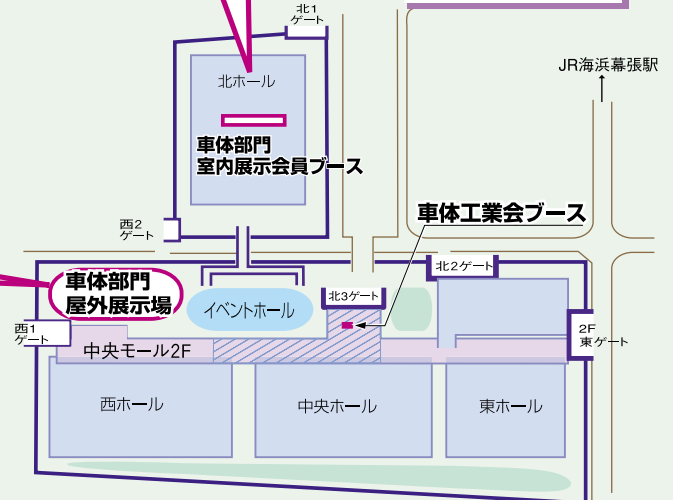 北1
ゲート
JR海浜幕張駅
北ホール
車体部門
室内展示会員ブース
車体工業会ブース
西2
ゲート
北2ゲート
車体部門
屋外展示場
イベントホール
北3ゲート
西1
ゲート
2F
東ゲート
中央モール2F
西ホール
中央ホール
東ホール